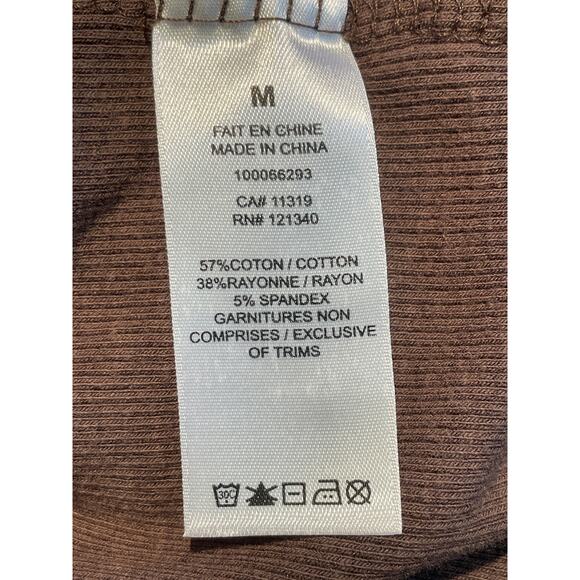 M
FAIT EN CHINE
MADE IN CHINA
100066293
CA# 11319
RN# 121340
57%COTON / COTTON
38%RAYONNE / RAYON
5% SPANDEX
GARNITURES NON
COMPRISES / EXCLUSIVE
OF TRIMS
30C